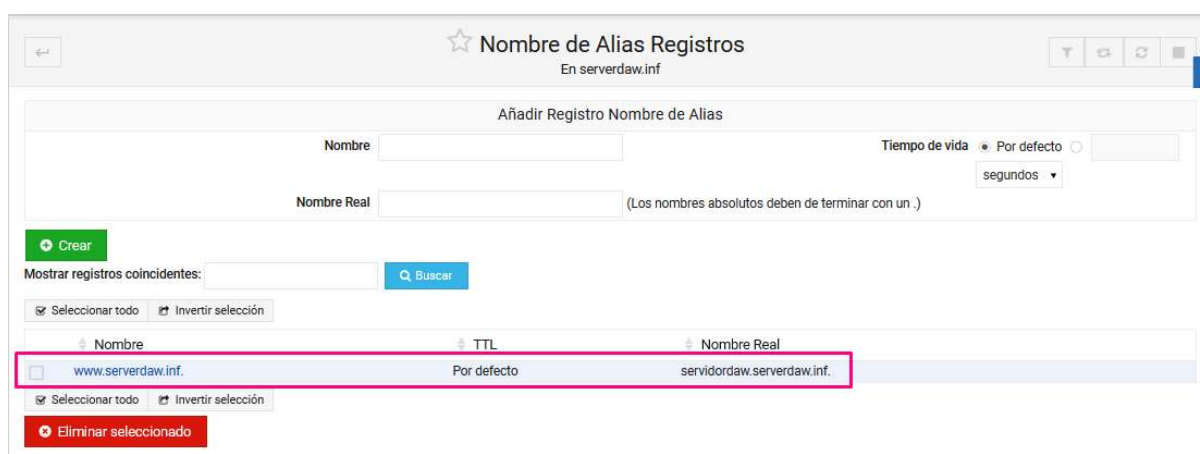 Nombre de Alias Registros
En serverdaw.inf
Añadir Registro Nombre de Alias
Nombre Tiempo de vida Por defecto
segundos
Nombre Real (Los nombres absolutos deben de terminar con un .)
Crear
Mostrar registros coincidentes: Buscar
Seleccionar todo Invertir selección
Nombre TTL Nombre Real
www.serverdaw.inf. Por defecto servidordaw.serverdaw.inf.
Seleccionar todo Invertir selección
Eliminar seleccionado